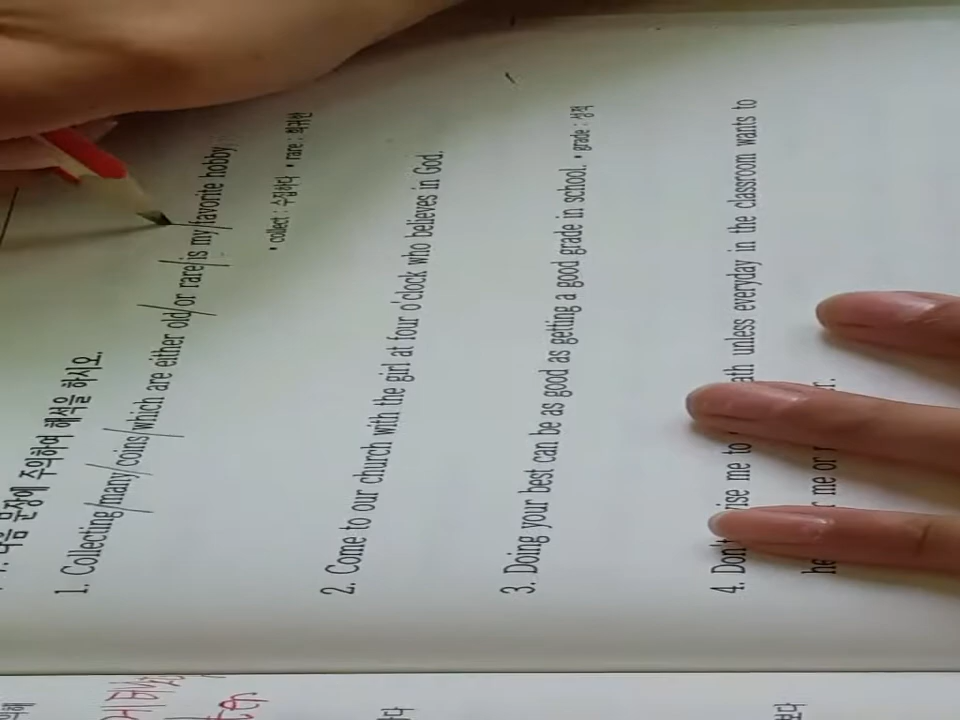 다음 문장에 주의하여 해석을 하시오.
1. Collecting/many/coins/which are either old/or rare/is my/favorite hobby.
• collect : 수집하다 • rare : 희귀한
2. Come to our church with the girl at four o'clock who believes in God.
3. Doing your best can be as good as getting a good grade in school. • grade : 성적
4. Don't me to unless everyday in the classroom wants to
me or